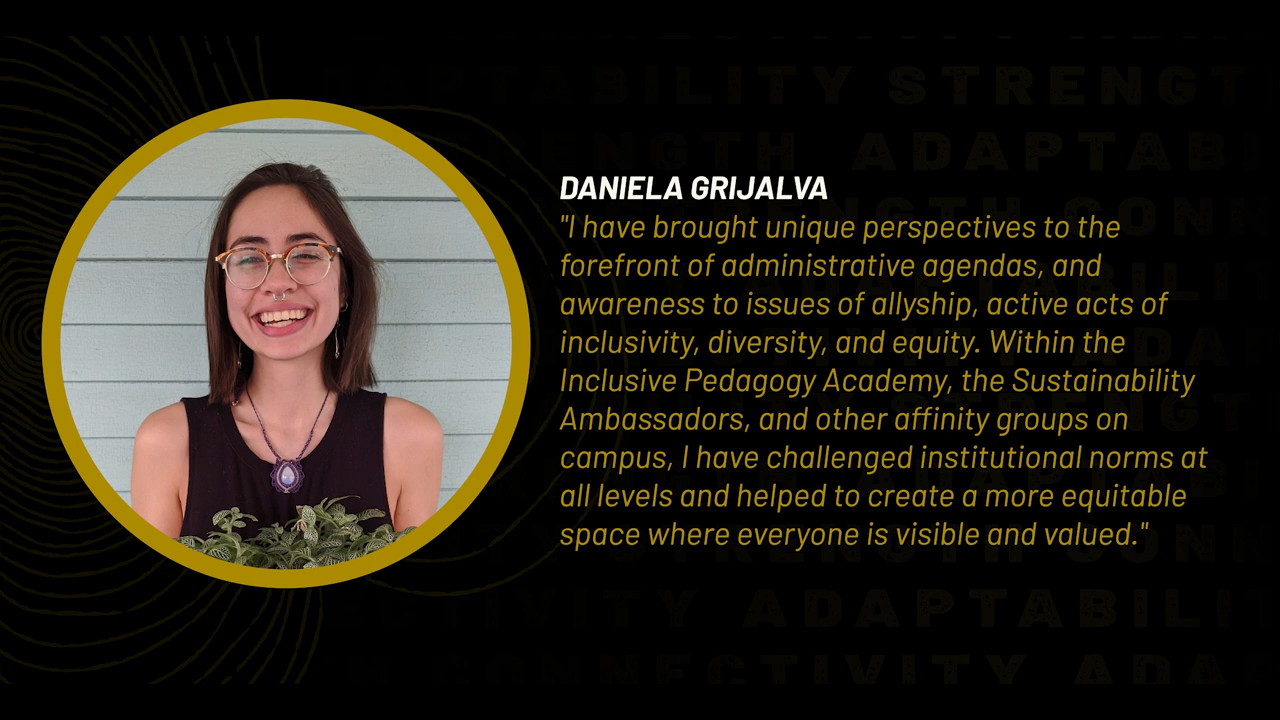 DANIELA GRIJALVA
"I have brought unique perspectives to the
forefront of administrative agendas, and
awareness to issues of allyship, active acts of
inclusivity, diversity, and equity. Within the
Inclusive Pedagogy Academy, the Sustainability
Ambassadors, and other affinity groups on
campus, I have challenged institutional norms at
all levels and helped to create a more equitable
space where everyone is visible and valued."